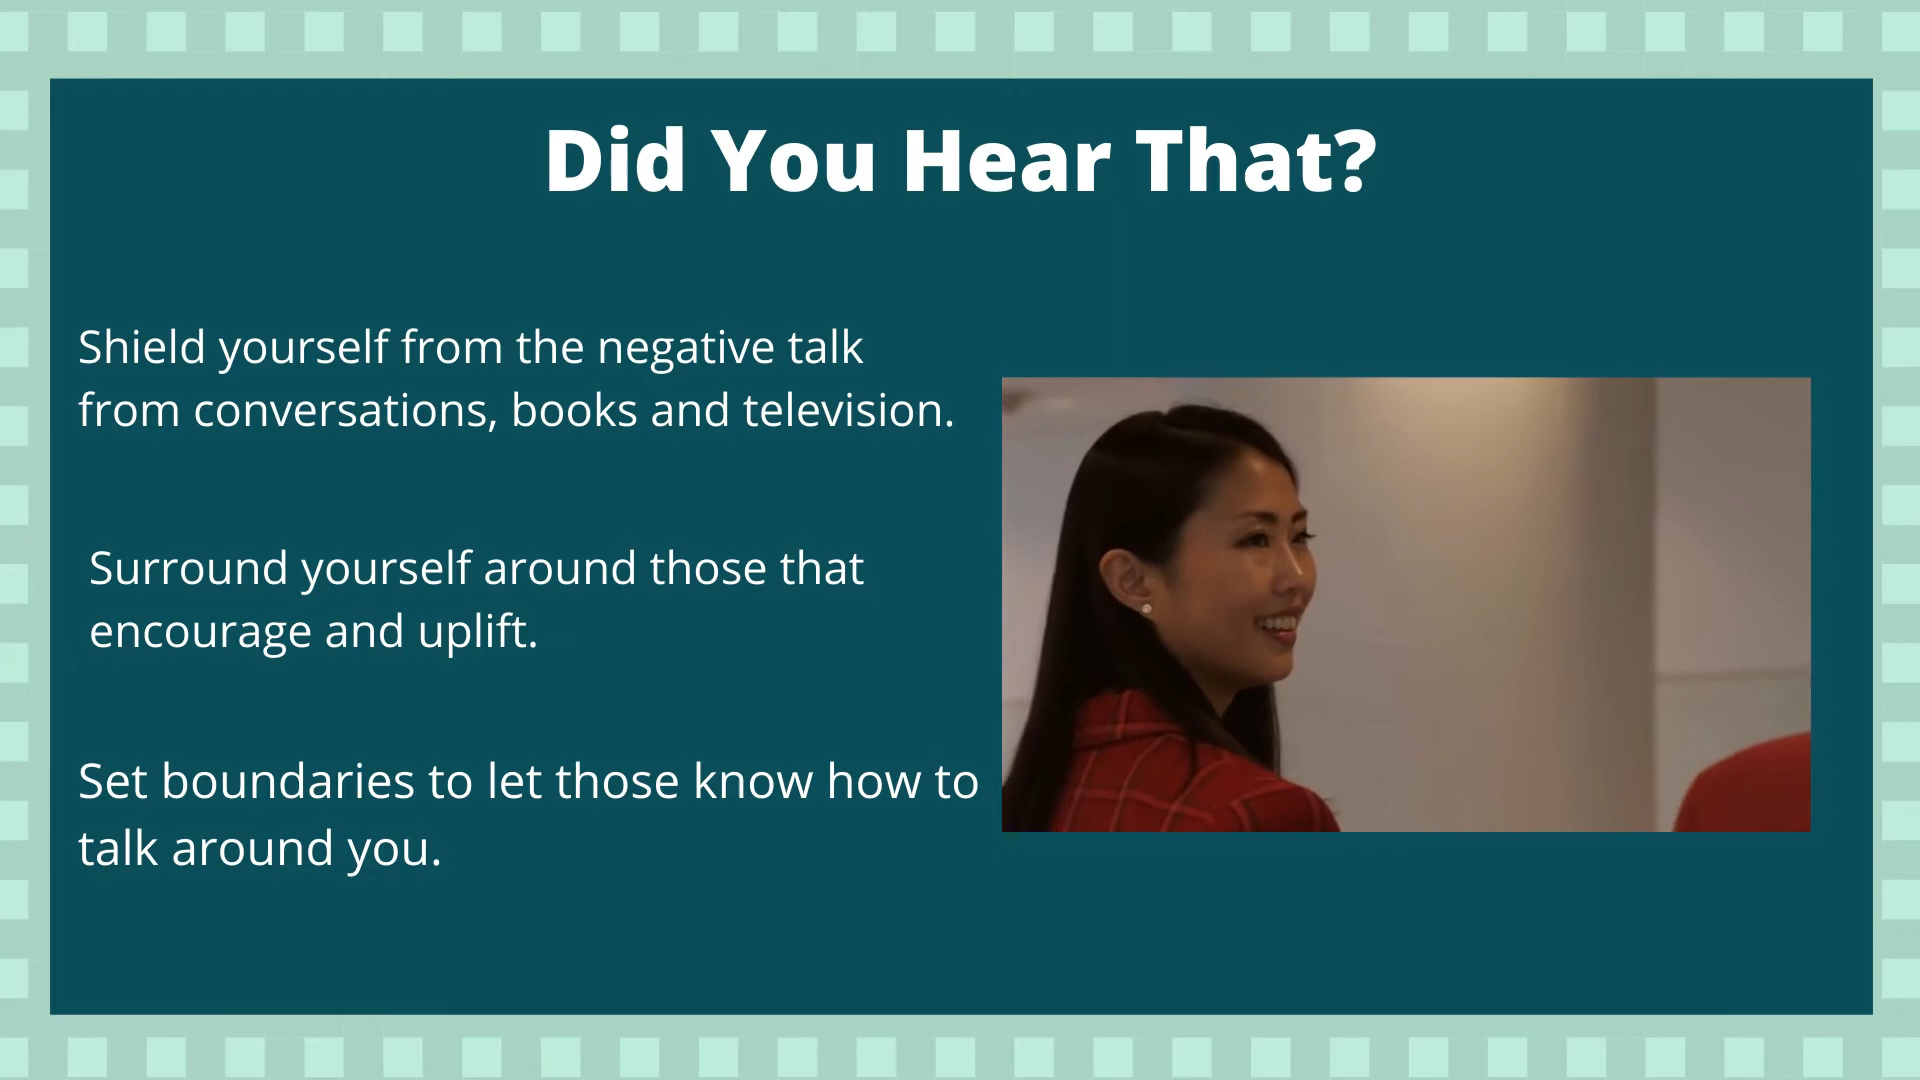 Did You Hear That?
Shield yourself from the negative talk
from conversations, books and television.
Surround yourself around those that
encourage and uplift.
Set boundaries to let those know how to
talk around you.